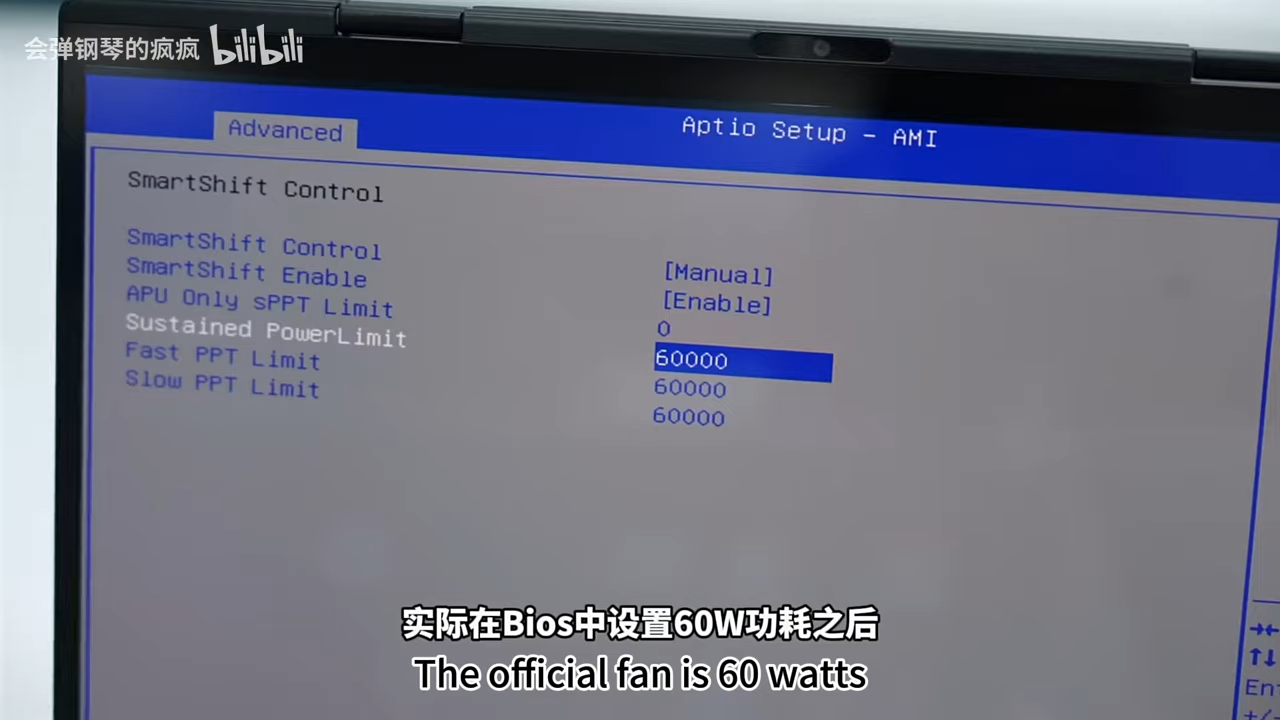 会弹钢琴的疯疯 bilibili
Aptio Setup - AMI
Advanced
SmartShift Control
SmartShift Control [Manual]
SmartShift Enable [Enable]
APU Only sPPT Limit 0
Sustained PowerLimit 60000
Fast PPT Limit 60000
Slow PPT Limit 60000
实际在Bios中设置60W功耗之后
The official fan is 60 watts